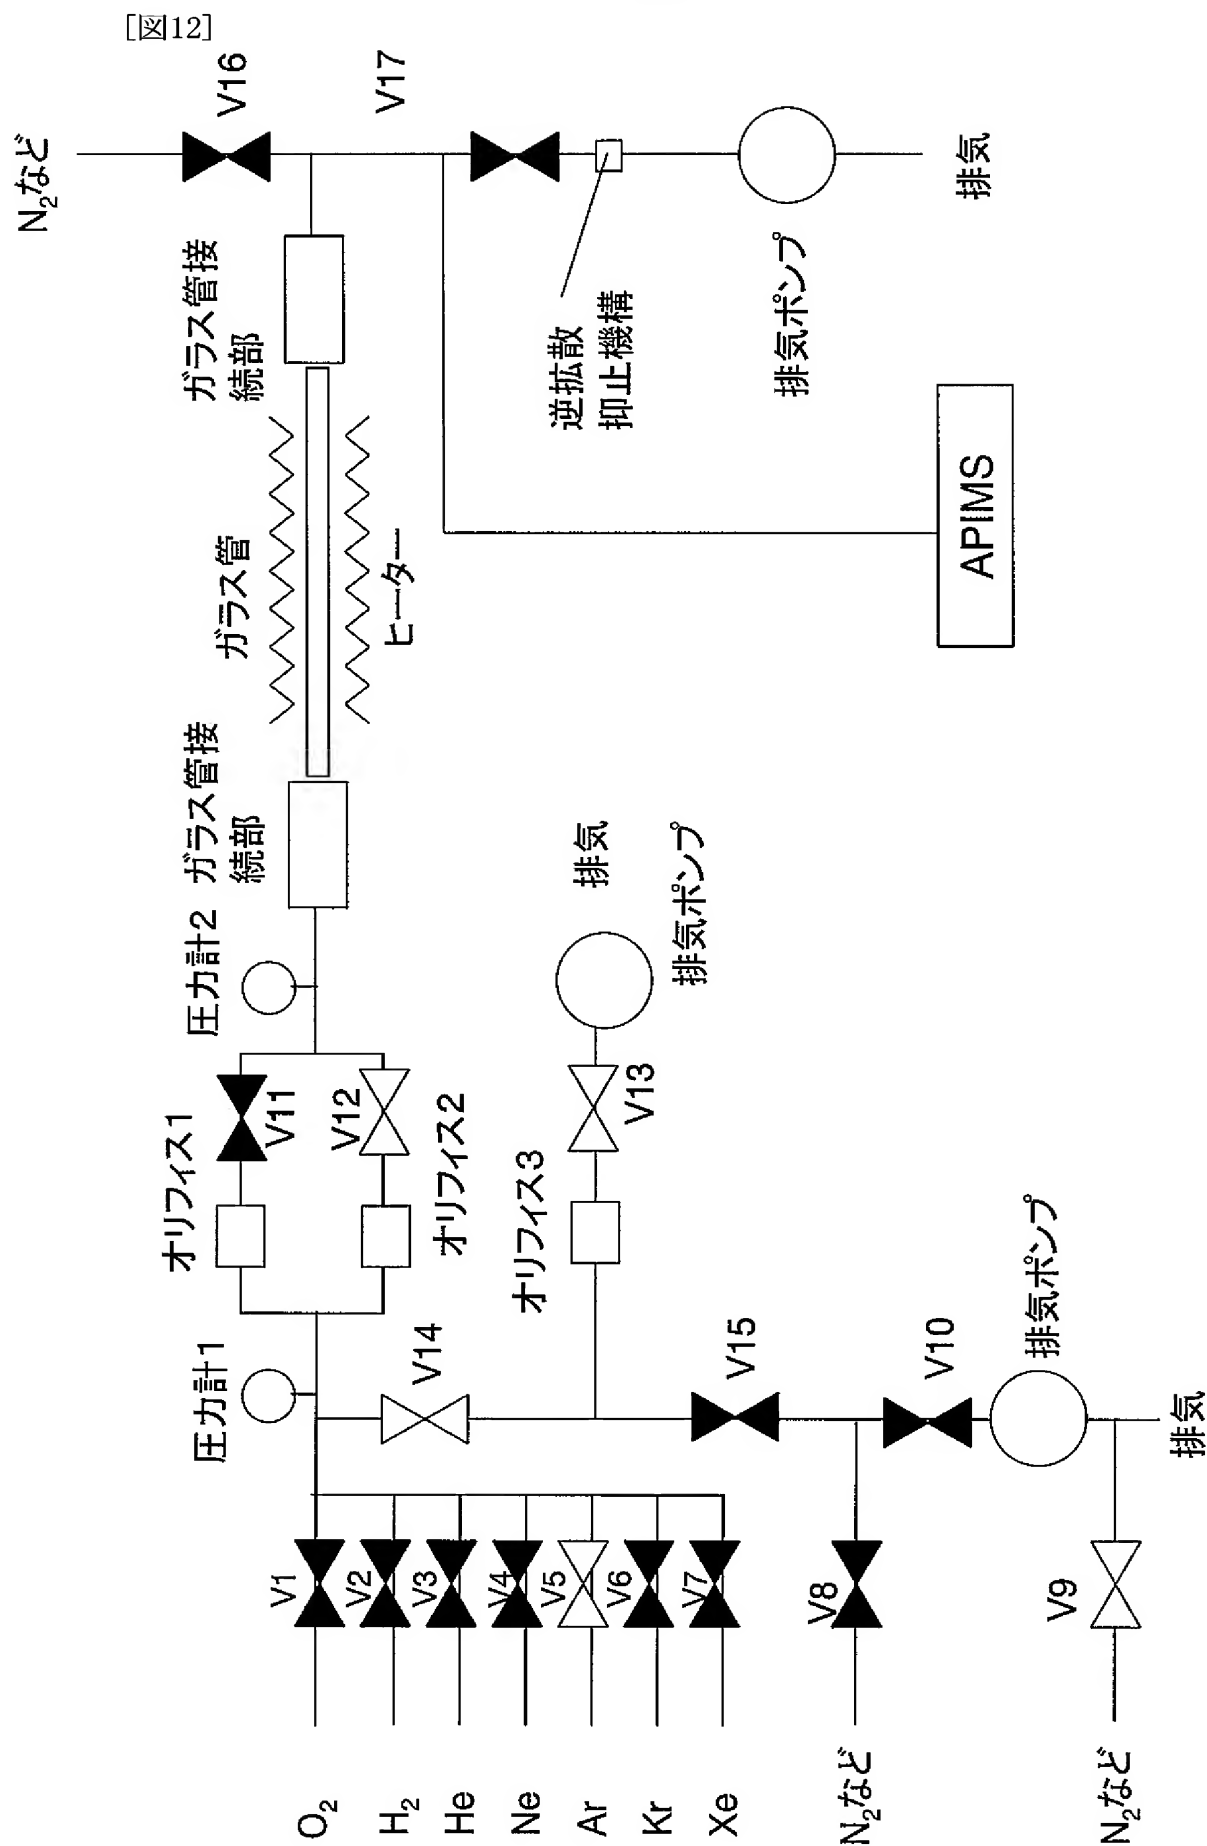 [図12]
N₂など
V16
V17
ガラス管接
続部
逆拡散
抑止機構
排気ポンプ
排気
ガラス管
ヒーター
APIMS
ガラス管接
続部
圧力計2
排気
排気ポンプ
オリフィス1
V11
V12
オリフィス2
V13
オリフィス3
圧力計1
V14
V15
V10
排気ポンプ
排気
V1
V2
V3
V4
V5
V6
V7
V8
V9
O₂
H₂
He
Ne
Ar
Kr
Xe
N₂など
N₂など